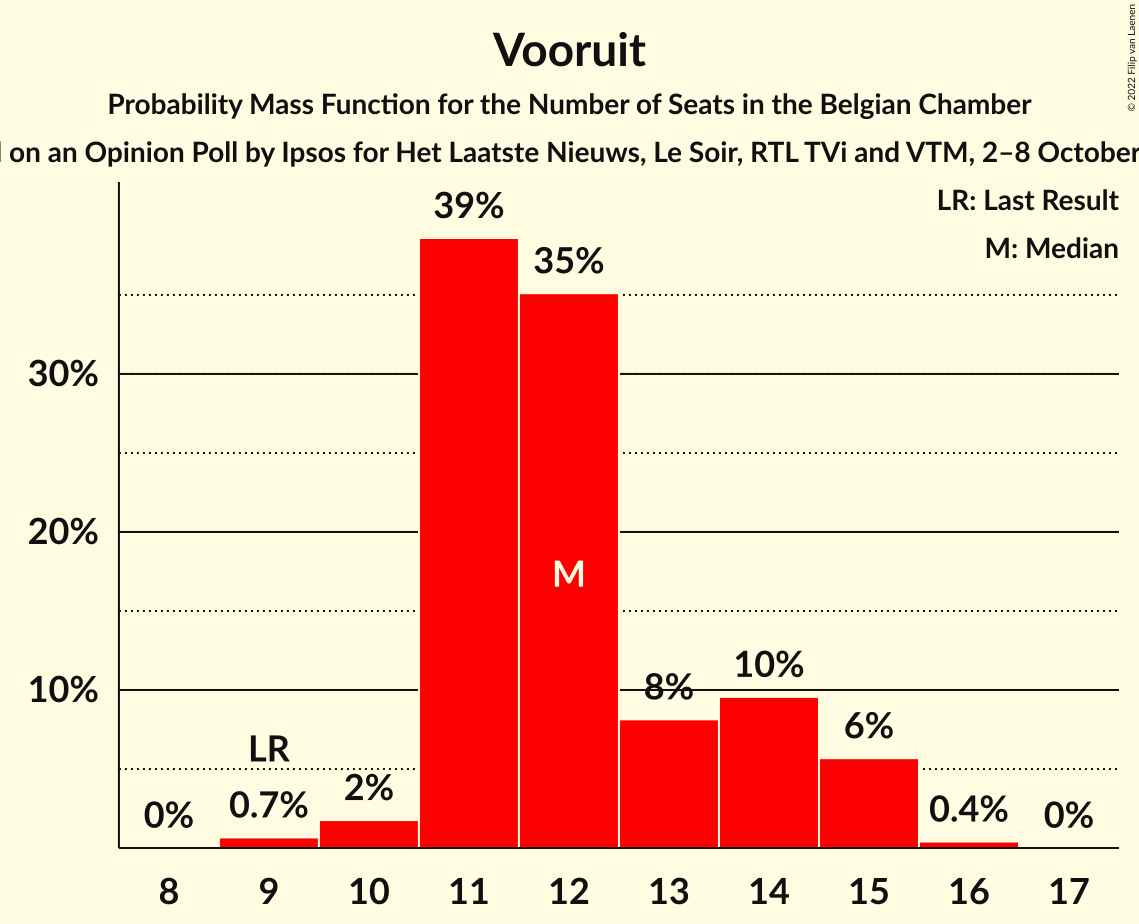 Vooruit
Probability Mass Function for the Number of Seats in the Belgian Chamber
on an Opinion Poll by Ipsos for Het Laatste Nieuws, Le Soir, RTL TVi and VTM, 2–8 October
© 2022 Filip van Laenen
LR: Last Result
M: Median
39%
35%
30%
20%
M
10%
10%
8%
6%
LR
2%
0%
0.7%
0.4%
0%
8 9 10 11 12 13 14 15 16 17